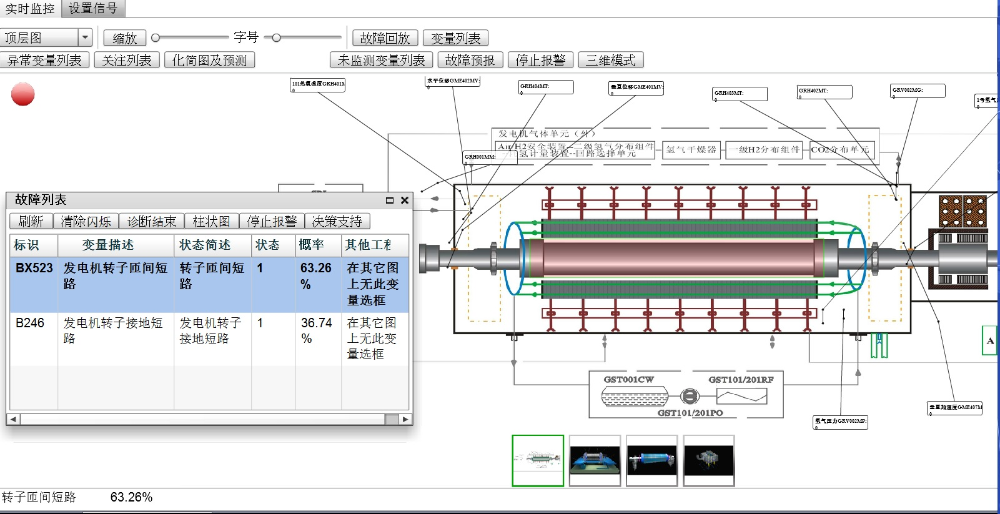 实时监控 设置信号
顶层图 缩放 字号 故障回放 变量列表
异常变量列表 关注列表 化简图及预测 未监测变量列表 故障预报 停止报警 三维模式
101热氢温度GRH401M
0
水平位移GME402MV:
0
GRH404MT:
0
垂直位移GME401MV:
0
GRH403MT:
0
GRH402MT:
0
GRV002MG:
0
1号氢气
0
发电机气体单元（外）
Air/H2安全装置--二级氢气分布组件
氢计量装置--回路选择单元
氢气干燥器
一级H2分布组件
CO2分布单元
GRH001MM:
0
故障列表
刷新 清除闪烁 诊断结束 柱状图 停止报警 决策支持
标识 变量描述 状态简述 状态 概率 其他工程
BX523 发电机转子匝间短 转子匝间短 1 63.26 在其它图
路 路 % 上无此变
量选框
B246 发电机转子接地短 发电机转子 1 36.74 在其它图
路 接地短路 % 上无此变
量选框
A
GST001CW GST101/201RF
GST101/201PO
垂直加速度GME407M
0
氢气压力GRV002MP:
0
转子匝间短路 63.26%